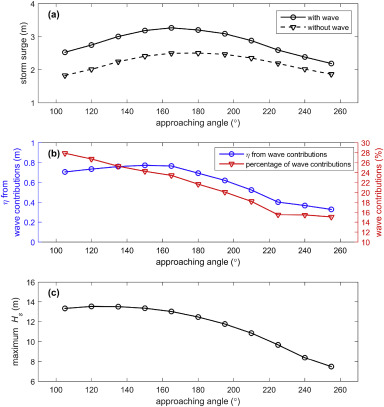 (a)
with wave
without wave
storm surge (m)
4
3
2
1
100 120 140 160 180 200 220 240 260
approaching angle (°)
(b)
η from wave contributions
percentage of wave contributions
η from
wave contributions (m)
1
0.8
0.6
0.4
0.2
0
30
28
26
24
22
20
18
16
14
12
10
wave contributions (%)
100 120 140 160 180 200 220 240 260
approaching angle (°)
(c)
maximum Hs (m)
16
14
12
10
8
6
100 120 140 160 180 200 220 240 260
approaching angle (°)